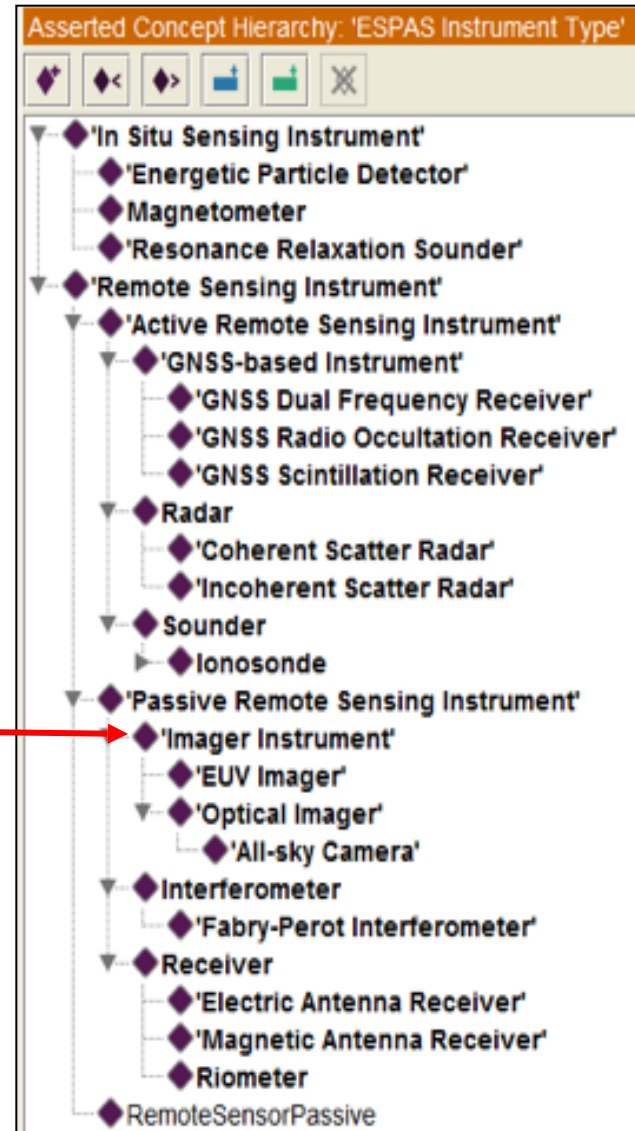 Asserted Concept Hierarchy: 'ESPAS Instrument Type'
'In Situ Sensing Instrument'
'Energetic Particle Detector'
Magnetometer
'Resonance Relaxation Sounder'
'Remote Sensing Instrument'
'Active Remote Sensing Instrument'
'GNSS-based Instrument'
'GNSS Dual Frequency Receiver'
'GNSS Radio Occultation Receiver'
'GNSS Scintillation Receiver'
Radar
'Coherent Scatter Radar'
'Incoherent Scatter Radar'
Sounder
Ionosonde
'Passive Remote Sensing Instrument'
'Imager Instrument'
'EUV Imager'
'Optical Imager'
'All-sky Camera'
Interferometer
'Fabry-Perot Interferometer'
Receiver
'Electric Antenna Receiver'
'Magnetic Antenna Receiver'
Riometer
RemoteSensorPassive